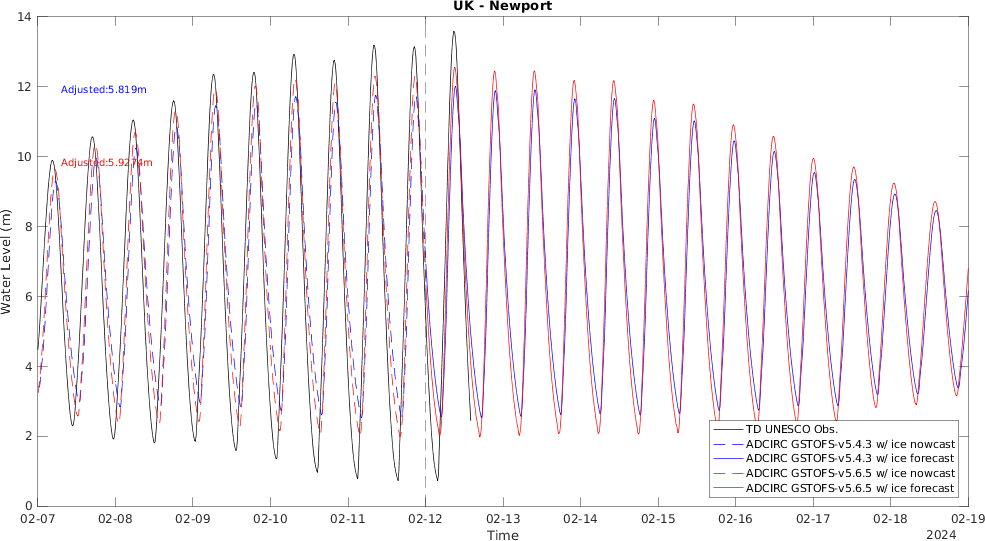 UK - Newport
14
12
10
8
6
4
2
0
Water Level (m)
Adjusted:5.819m
Adjusted:5.9274m
TD UNESCO Obs.
ADCIRC GSTOFS-v5.4.3 w/ ice nowcast
ADCIRC GSTOFS-v5.4.3 w/ ice forecast
ADCIRC GSTOFS-v5.6.5 w/ ice nowcast
ADCIRC GSTOFS-v5.6.5 w/ ice forecast
02-07 02-08 02-09 02-10 02-11 02-12 02-13 02-14 02-15 02-16 02-17 02-18 02-19
Time
2024